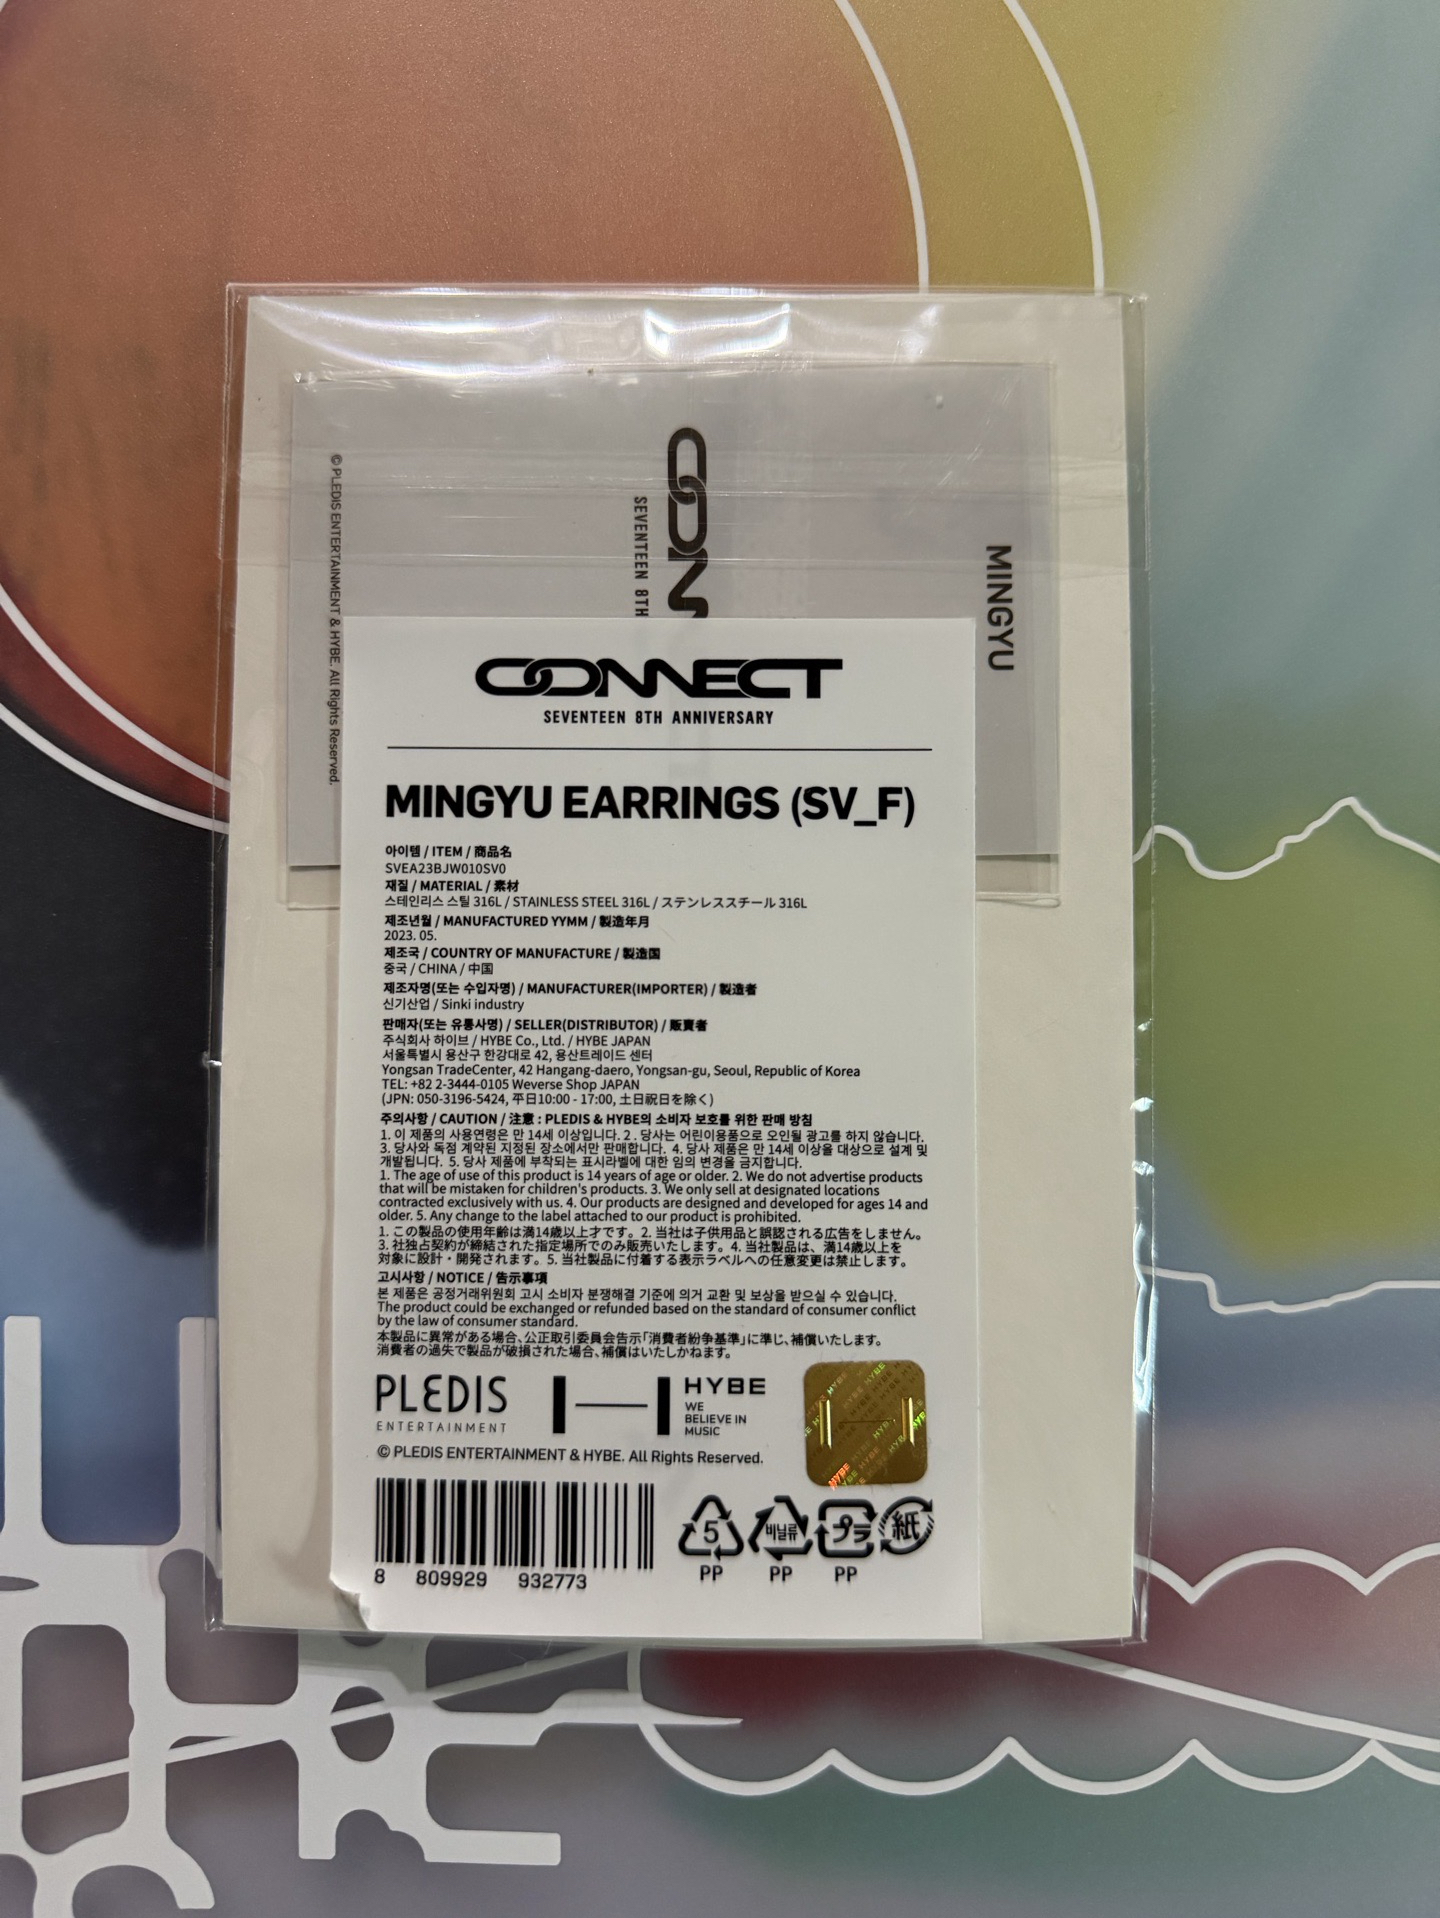 © PLEDIS ENTERTAINMENT & HYBE. All Rights Reserved.
CONN
SEVENTEEN 8TH
MINGYU
CONNECT
SEVENTEEN 8TH ANNIVERSARY
MINGYU EARRINGS (SV_F)
아이템 / ITEM / 商品名
SVEA23BJW010SV0
재질 / MATERIAL / 素材
스테인리스 스틸 316L / STAINLESS STEEL 316L / ステンレススチール 316L
제조년월 / MANUFACTURED YYMM / 製造年月
2023. 05.
제조국 / COUNTRY OF MANUFACTURE / 製造国
중국 / CHINA / 中国
제조자명(또는 수입자명) / MANUFACTURER(IMPORTER) / 製造者
신기산업 / Sinki industry
판매자(또는 유통사명) / SELLER(DISTRIBUTOR) / 販売者
주식회사 하이브 / HYBE Co., Ltd. / HYBE JAPAN
서울특별시 용산구 한강대로 42, 용산트레이드 센터
Yongsan TradeCenter, 42 Hangang-daero, Yongsan-gu, Seoul, Republic of Korea
TEL: +82 2-3444-0105 Weverse Shop JAPAN
(JPN: 050-3196-5424, 平日10:00 - 17:00, 土日祝日を除く)
주의사항 / CAUTION / 注意 : PLEDIS & HYBE의 소비자 보호를 위한 판매 방침
1. 이 제품의 사용연령은 만 14세 이상입니다. 2 . 당사는 어린이용품으로 오인될 광고를 하지 않습니다.
3. 당사와 독점 계약된 지정된 장소에서만 판매합니다. 4. 당사 제품은 만 14세 이상을 대상으로 설계 및
개발됩니다. 5. 당사 제품에 부착되는 표시라벨에 대한 임의 변경을 금지합니다.
1. The age of use of this product is 14 years of age or older. 2. We do not advertise products
that will be mistaken for children's products. 3. We only sell at designated locations
contracted exclusively with us. 4. Our products are designed and developed for ages 14 and
older. 5. Any change to the label attached to our product is prohibited.
1. この製品の使用年齢は満14歳以上才です。2. 当社は子供用品と誤認される広告をしません。
3. 社独占契約が締結された指定場所でのみ販売いたします。4. 当社製品は、満14歳以上を
対象に設計・開発されます。5. 当社製品に付着する表示ラベルへの任意変更は禁止します。
고시사항 / NOTICE / 告示事項
본 제품은 공정거래위원회 고시 소비자 분쟁해결 기준에 의거 교환 및 보상을 받으실 수 있습니다.
The product could be exchanged or refunded based on the standard of consumer conflict
by the law of consumer standard.
本製品に異常がある場合、公正取引委員会告示「消費者紛争基準」に準じ、補償いたします。
消費者の過失で製品が破損された場合、補償はいたしかねます。
PLEDIS
ENTERTAINMENT
HYBE
WE
BELIEVE IN
MUSIC
HYBE HYBE HYBE
© PLEDIS ENTERTAINMENT & HYBE. All Rights Reserved.
8 809929 932773
5 비닐류 プラ 紙
PP PP PP